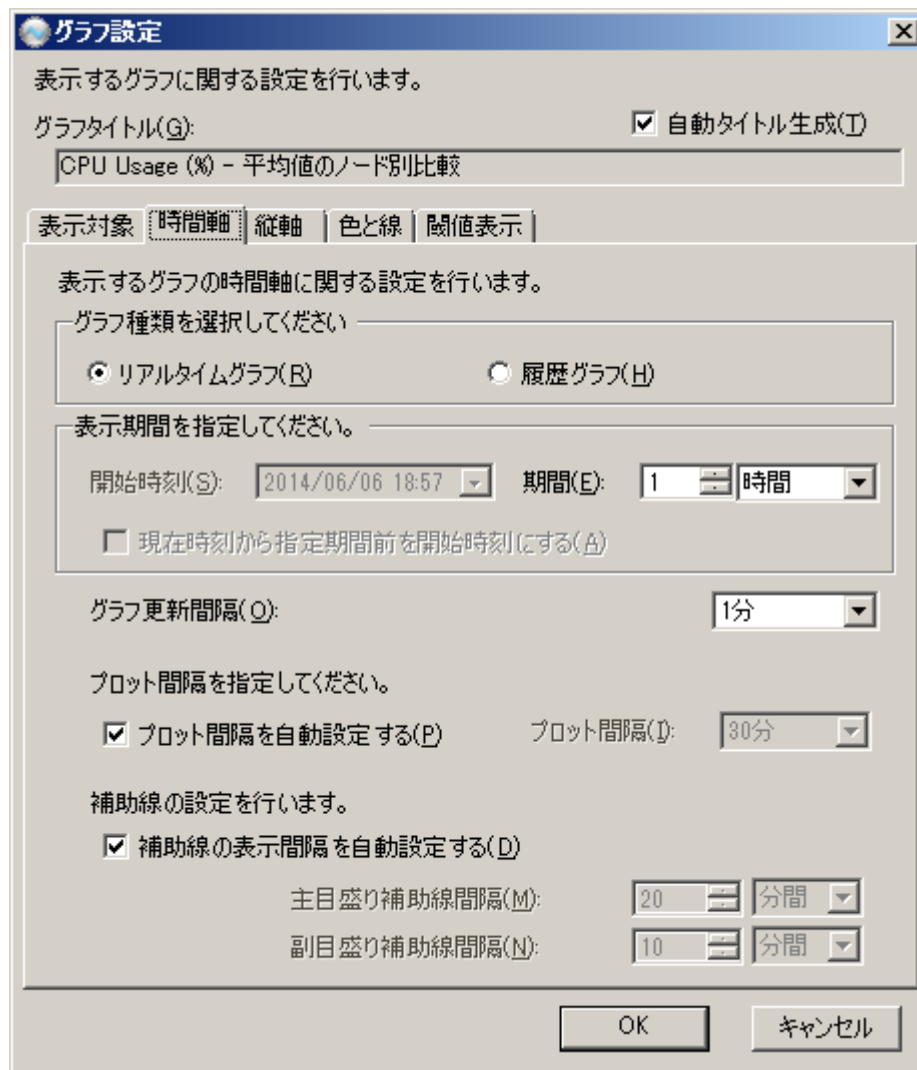 グラフ設定
表示するグラフに関する設定を行います。
グラフタイトル(G):
自動タイトル生成(T)
CPU Usage (%) - 平均値のノード別比較
表示対象 時間軸 縦軸 色と線 閾値表示
表示するグラフの時間軸に関する設定を行います。
グラフ種類を選択してください
リアルタイムグラフ(R) 履歴グラフ(H)
表示期間を指定してください。
開始時刻(S): 2014/06/06 18:57 期間(E): 1 時間
現在時刻から指定期間前を開始時刻にする(A)
グラフ更新間隔(O): 1分
プロット間隔を指定してください。
プロット間隔を自動設定する(P) プロット間隔(I): 30分
補助線の設定を行います。
補助線の表示間隔を自動設定する(D)
主目盛り補助線間隔(M): 20 分間
副目盛り補助線間隔(N): 10 分間
OK キャンセル